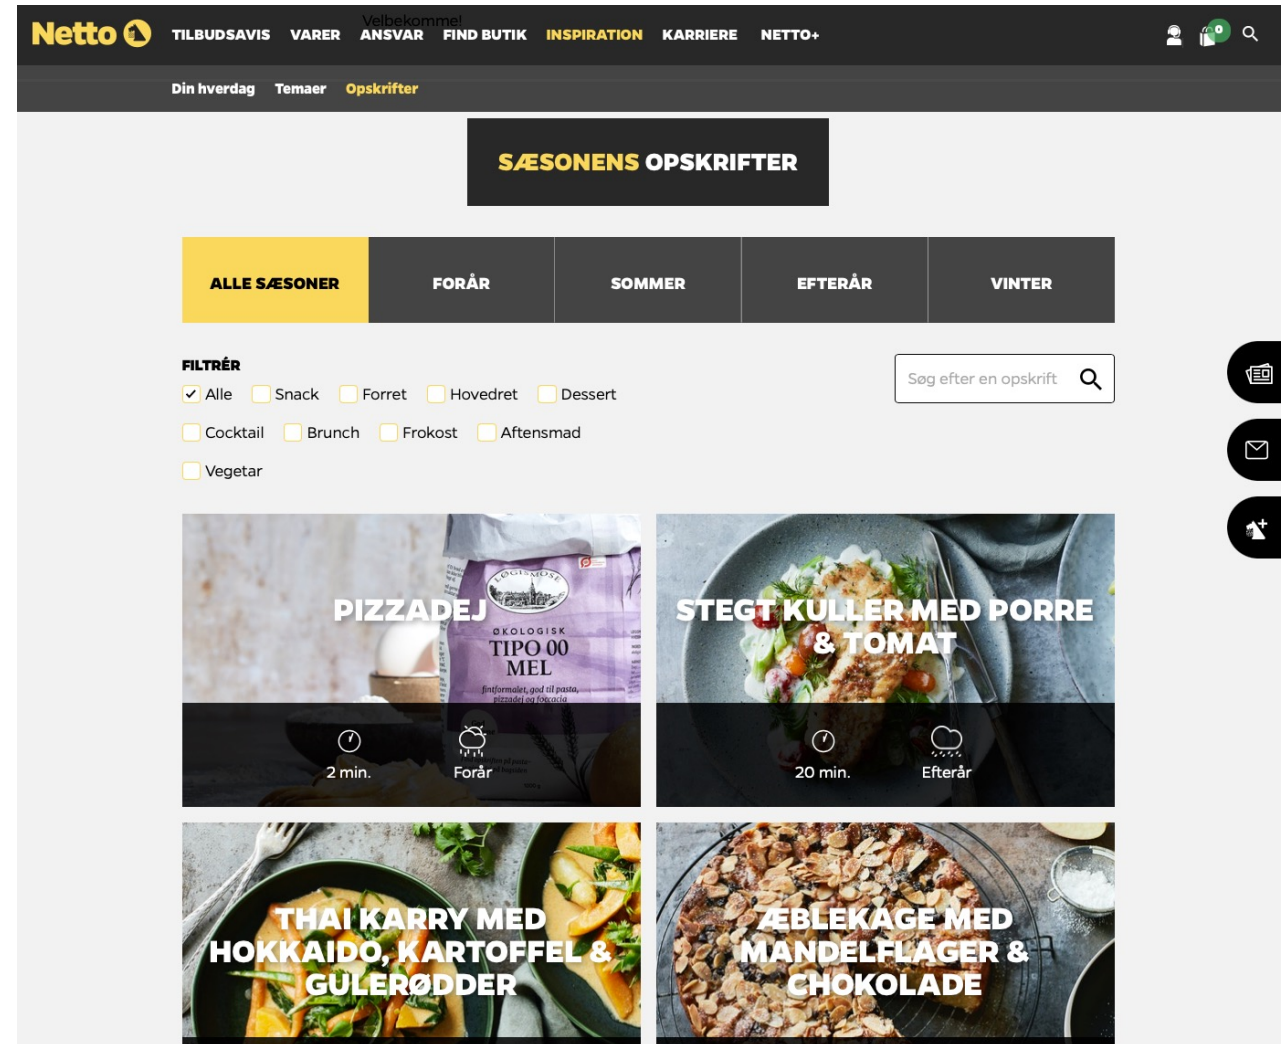 Velbekomme!
Netto
TILBUDSAVIS VARER ANSVAR FIND BUTIK INSPIRATION KARRIERE NETTO+
0
Din hverdag Temaer Opskrifter
SÆSONENS OPSKRIFTER
ALLE SÆSONER FORÅR SOMMER EFTERÅR VINTER
FILTRÉR
Alle Snack Forret Hovedret Dessert
Søg efter en opskrift
Cocktail Brunch Frokost Aftensmad
Vegetar
PIZZADEJ
LØGISMOSE
ØKOLOGISK
TIPO 00
MEL
fintformalet, god til pasta,
pizzadej og foccacia
2 min. Forår
STEGT KULLER MED PORRE
& TOMAT
20 min. Efterår
THAI KARRY MED
HOKKAIDO, KARTOFFEL &
GULERØDDER
ÆBLEKAGE MED
MANDELFLAGER &
CHOKOLADE